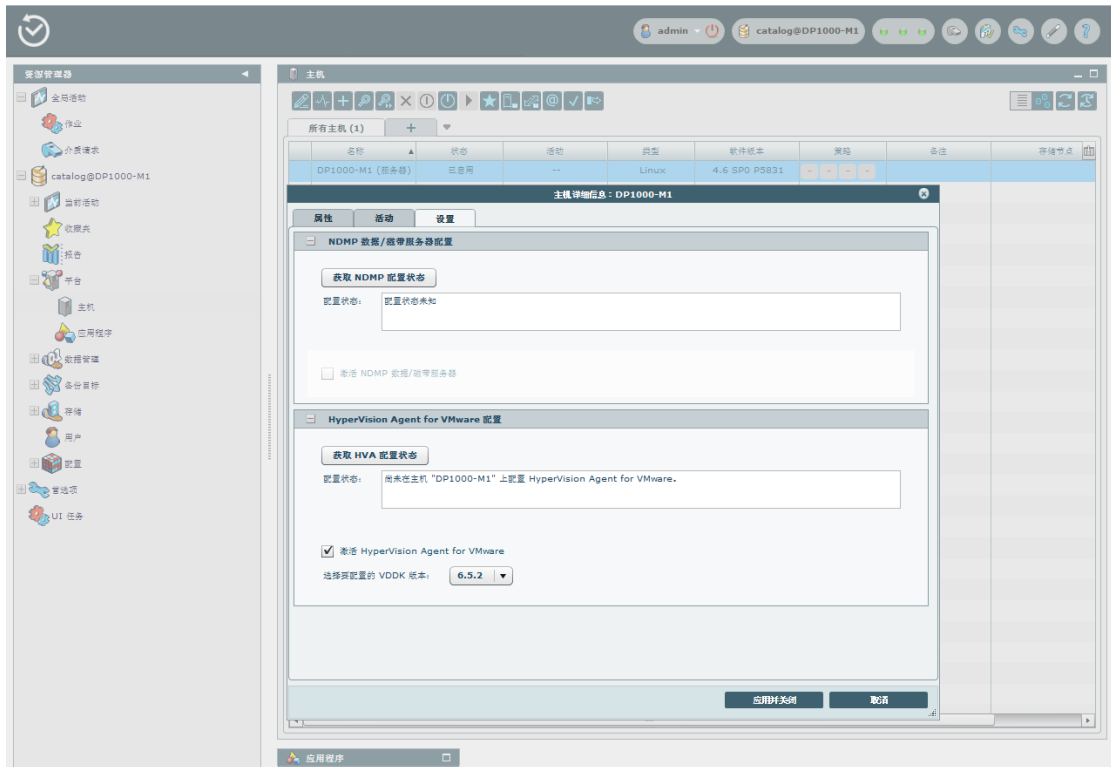 admin
catalog@DP1000-M1
资源管理器
主机
全局活动
作业
介质请求
catalog@DP1000-M1
当前活动
收藏夹
报告
平台
主机
应用程序
数据管理
备份目标
存储
用户
配置
首选项
UI 任务
所有主机 (1)
名称 状态 活动 类型 软件版本 策略 备注 存储节点
DP1000-M1 (服务器) 已启用 -- Linux 4.6 SP0 P5831 - - - -
主机详细信息：DP1000-M1
属性 活动 设置
NDMP 数据/磁带服务器配置
获取 NDMP 配置状态
配置状态： 配置状态未知
激活 NDMP 数据/磁带服务器
HyperVision Agent for VMware 配置
获取 HVA 配置状态
配置状态： 尚未在主机 "DP1000-M1" 上配置 HyperVision Agent for VMware。
激活 HyperVision Agent for VMware
选择要配置的 VDDK 版本： 6.5.2
应用并关闭 取消
应用程序